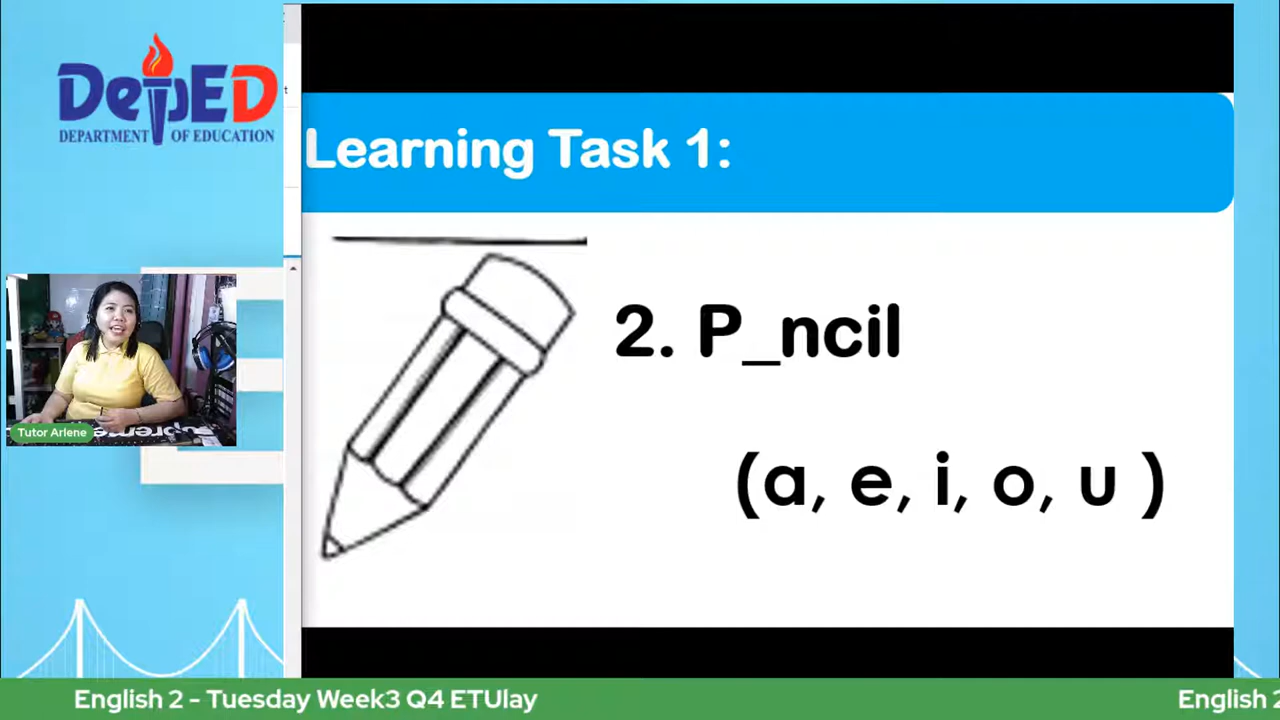 DepED
DEPARTMENT OF EDUCATION
Learning Task 1:
2. P_ncil
(a, e, i, o, u )
Tutor Arlene
English 2 - Tuesday Week3 Q4 ETUlay
English 2